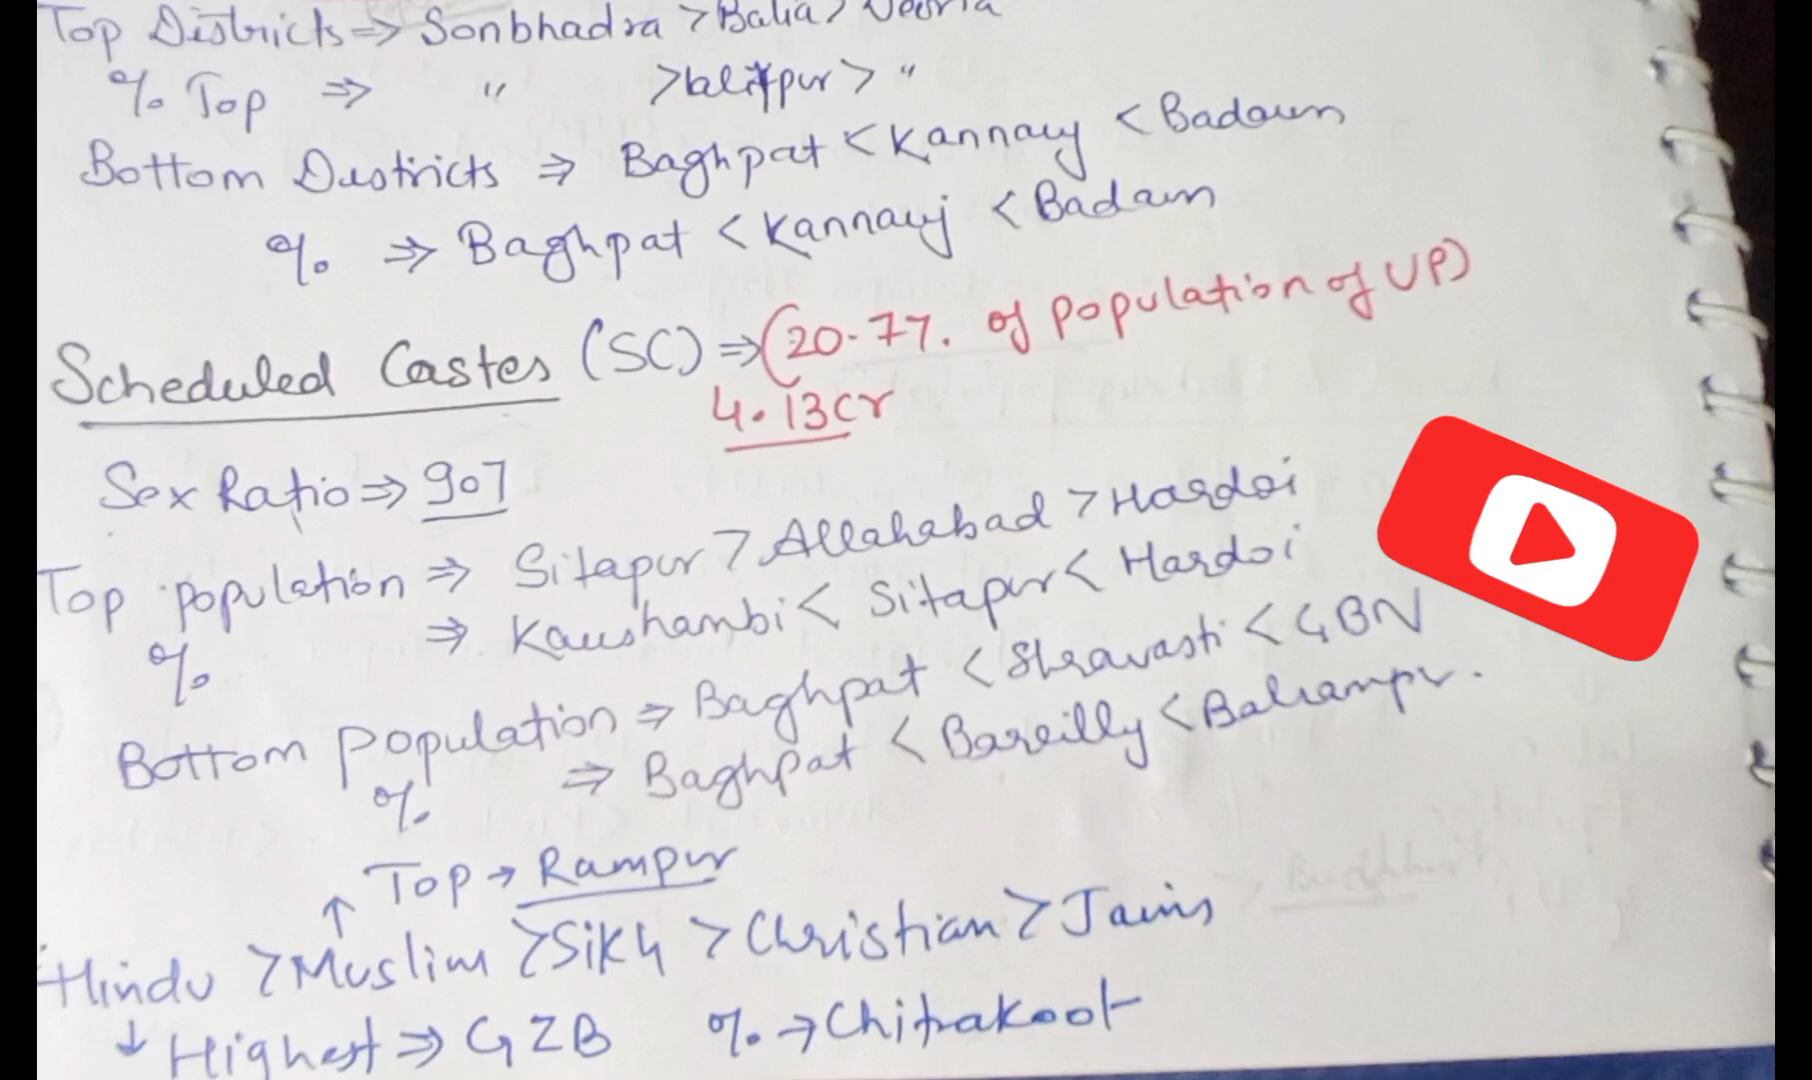 Top Districts ⇒ Sonbhadra > Balia > Deoria
% Top ⇒ " > lalitpur > "
Bottom Districts ⇒ Baghpat < Kannauj < Badaun
% ⇒ Baghpat < Kannauj < Badaun
Scheduled Castes (SC) ⇒ (20.7%. of population of UP)
4.13cr
Sex Ratio ⇒ 907
Top population ⇒ Sitapur > Allahabad > Hardoi
% ⇒ Kaushambi < Sitapur < Hardoi
Bottom population ⇒ Baghpat < Shravasti < GBN
% ⇒ Baghpat < Bareilly < Balrampr.
↑ Top → Rampur
Hindu > Muslim > Sikh > Christian > Jains
↓ Highest ⇒ GZB % → Chitrakoot